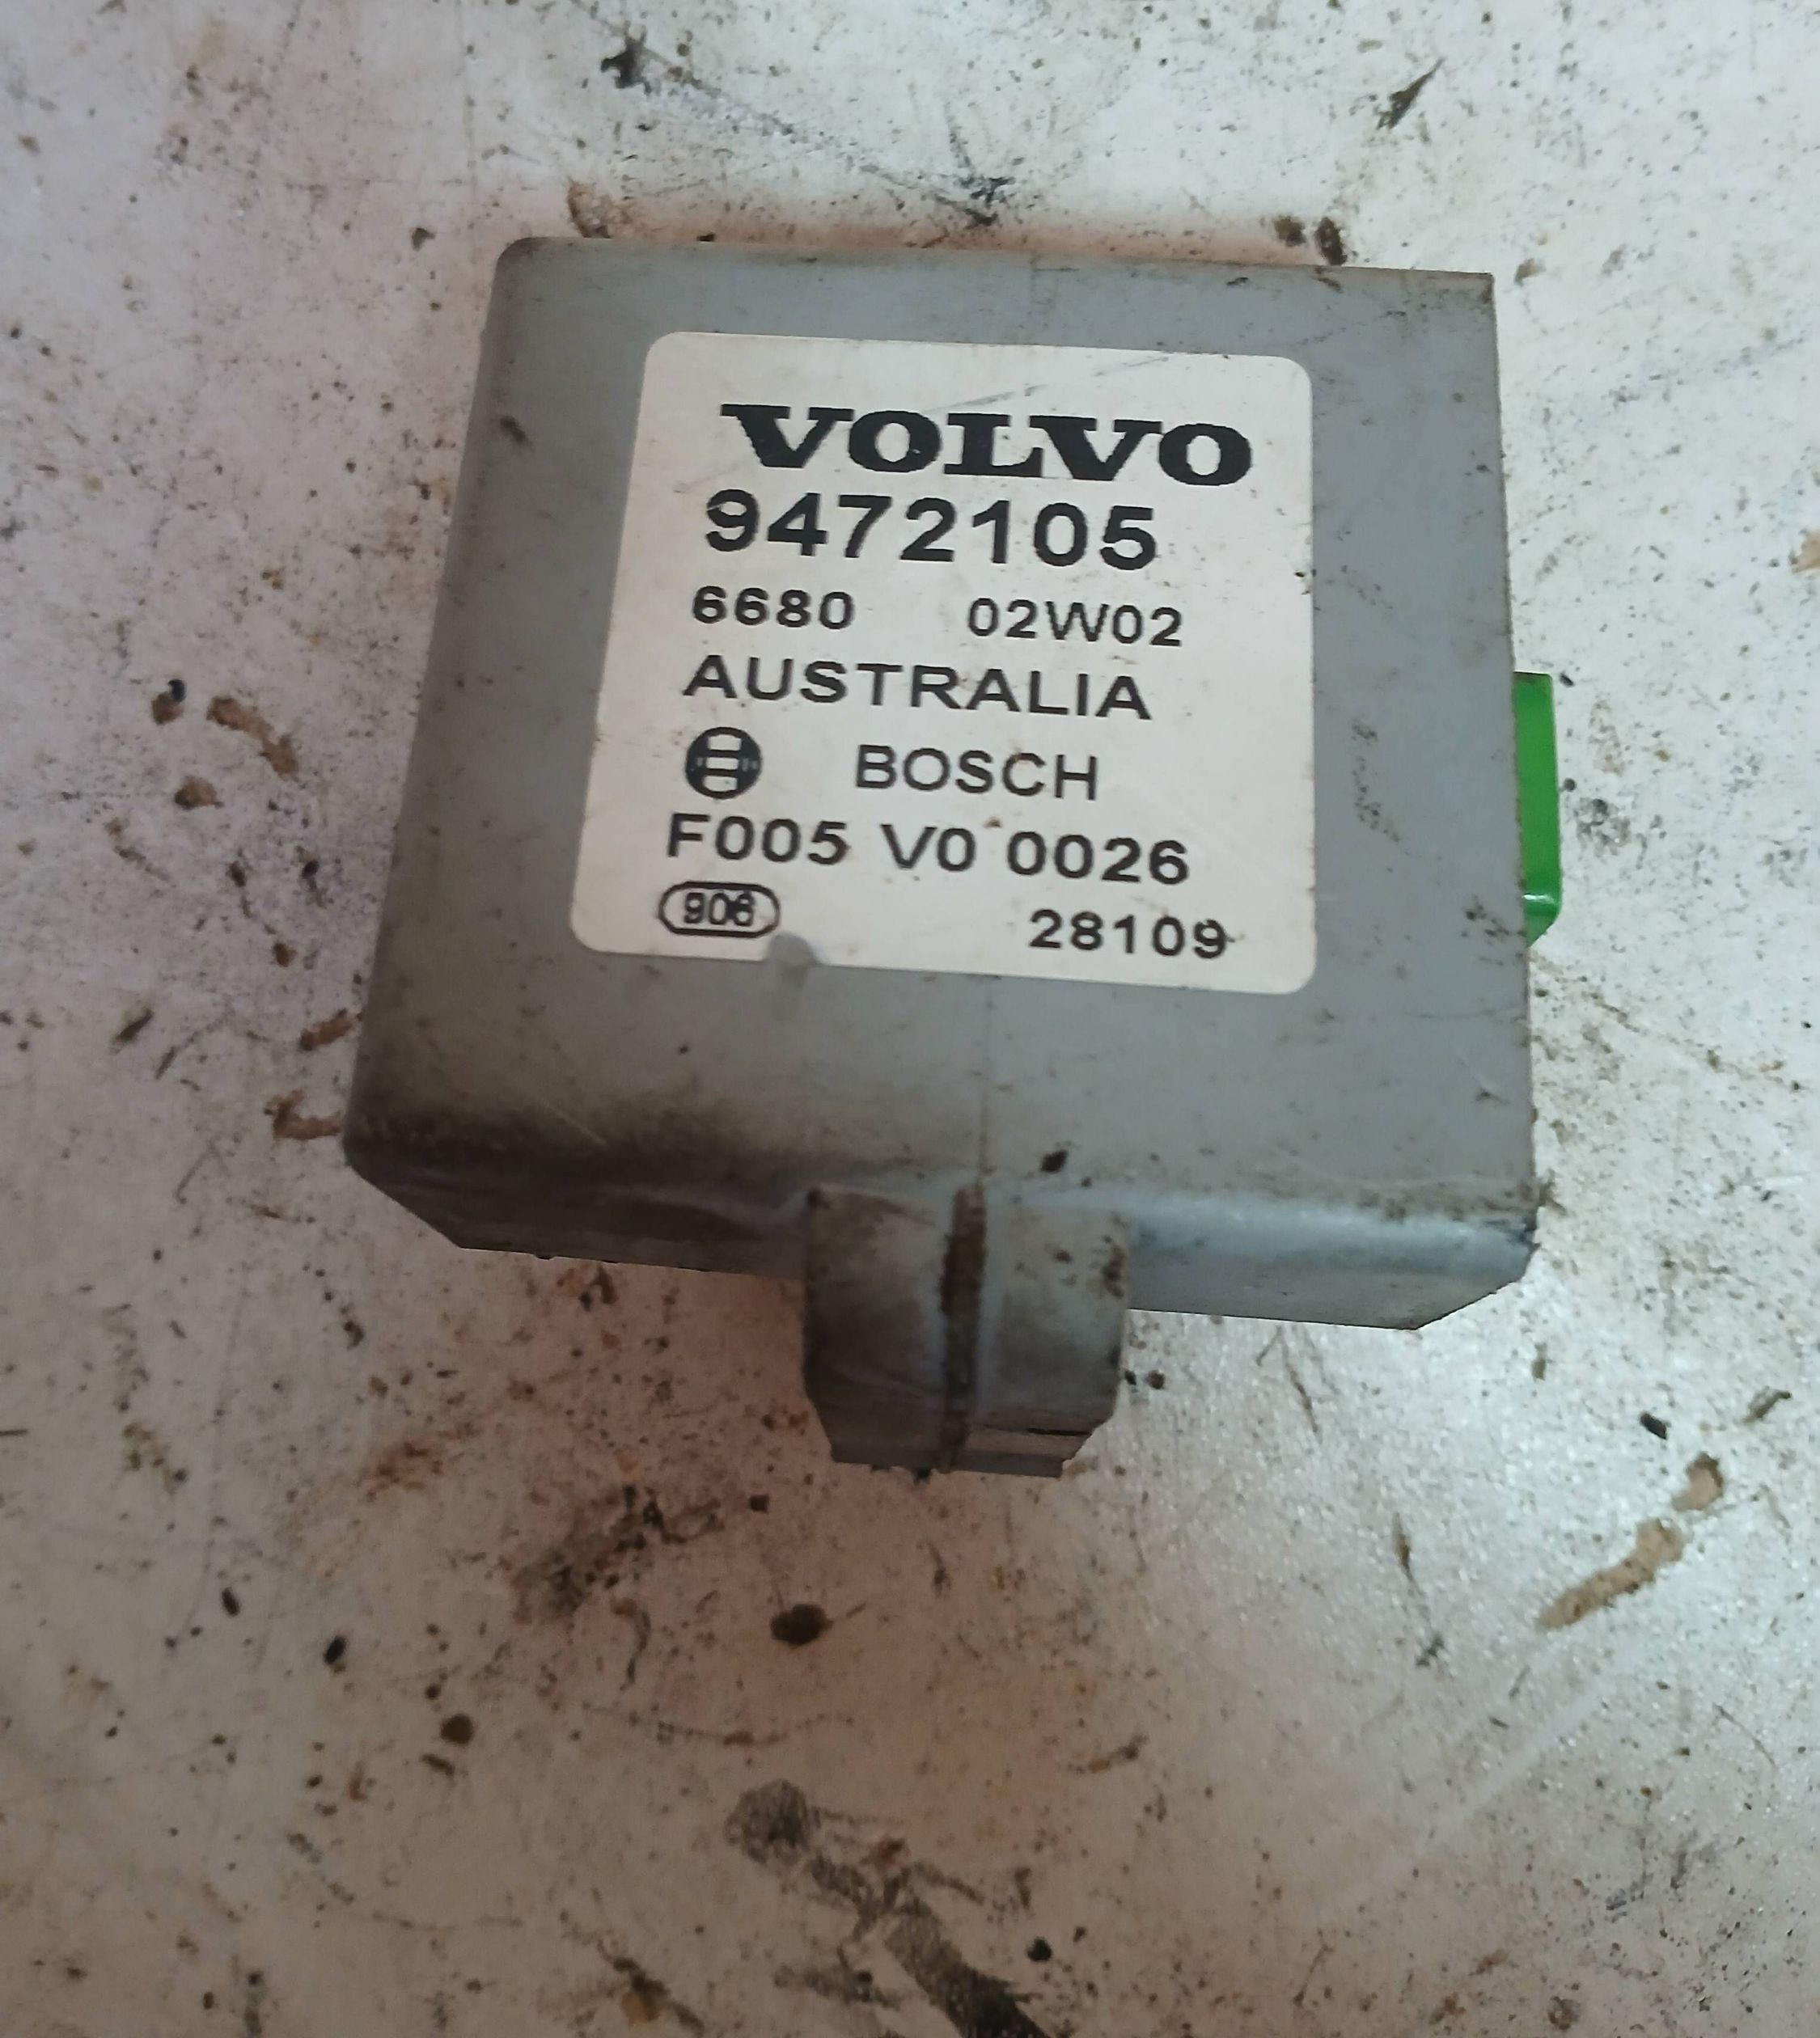 VOLVO
9472105
6680 02W02
AUSTRALIA
BOSCH
F005 V0 0026
906 28109